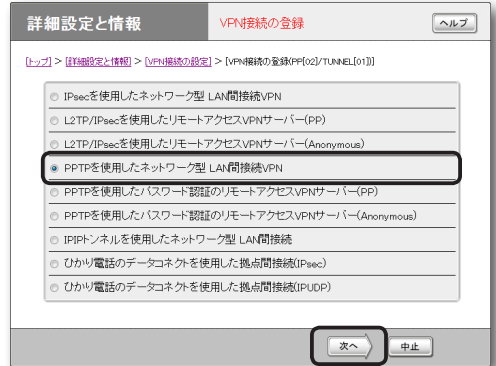 詳細設定と情報
VPN接続の登録
ヘルプ
[トップ] > [詳細設定と情報] > [VPN接続の設定] > [VPN接続の登録(PP[02]/TUNNEL[01])]
IPsecを使用したネットワーク型 LAN間接続VPN
L2TP/IPsecを使用したリモートアクセスVPNサーバー(PP)
L2TP/IPsecを使用したリモートアクセスVPNサーバー(Anonymous)
PPTPを使用したネットワーク型 LAN間接続VPN
PPTPを使用したパスワード認証のリモートアクセスVPNサーバー(PP)
PPTPを使用したパスワード認証のリモートアクセスVPNサーバー(Anonymous)
IPIPトンネルを使用したネットワーク型 LAN間接続
ひかり電話のデータコネクトを使用した拠点間接続(IPsec)
ひかり電話のデータコネクトを使用した拠点間接続(IPUDP)
次へ
中止